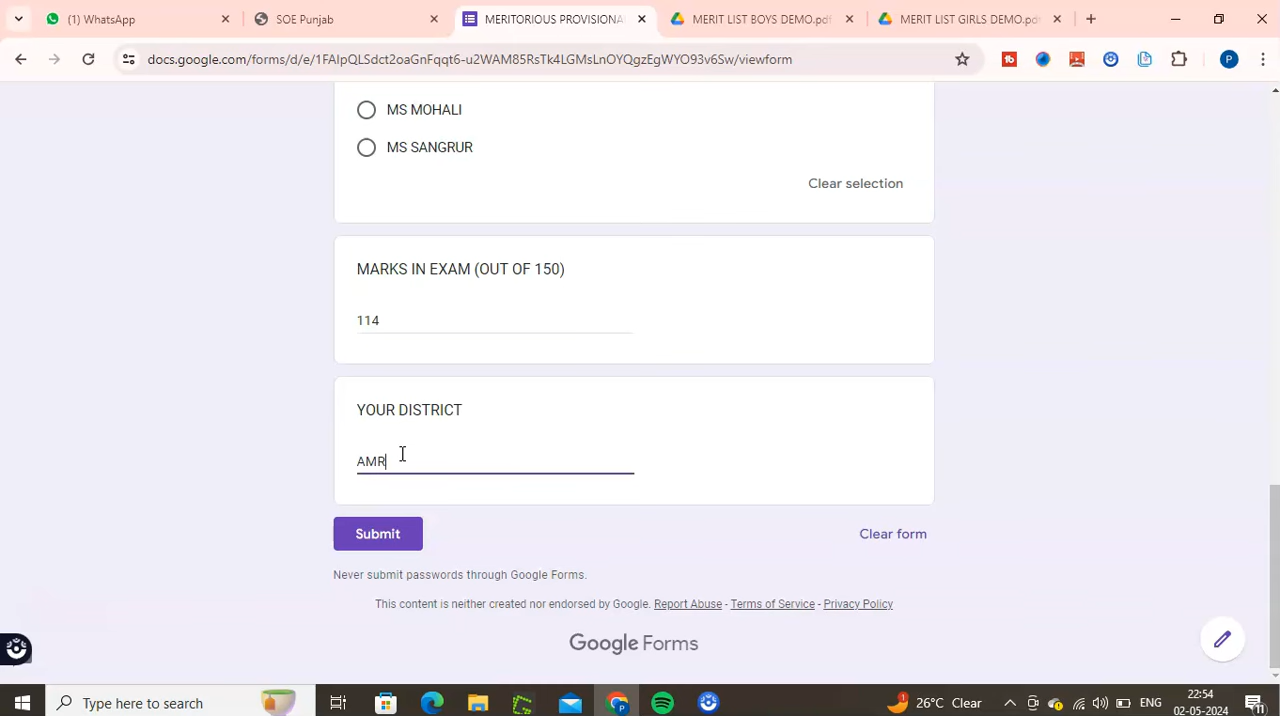 WhatsApp
SOE Punjab
MERITORIOUS PROVISIONA
MERIT LIST BOYS DEMO.pdf
MERIT LIST GIRLS DEMO.pdf
docs.google.com/forms/d/e/1FAIpQLSdct2oaGnFqqt6-u2WAM85RsTk4LGMsLnOYQgzEgWYO93v6Sw/viewform
P
MS MOHALI
MS SANGRUR
Clear selection
MARKS IN EXAM (OUT OF 150)
114
YOUR DISTRICT
AMR
Submit
Clear form
Never submit passwords through Google Forms.
This content is neither created nor endorsed by Google. Report Abuse - Terms of Service - Privacy Policy
Google Forms
Type here to search
1
26°C Clear
ENG
22:54
02-05-2024